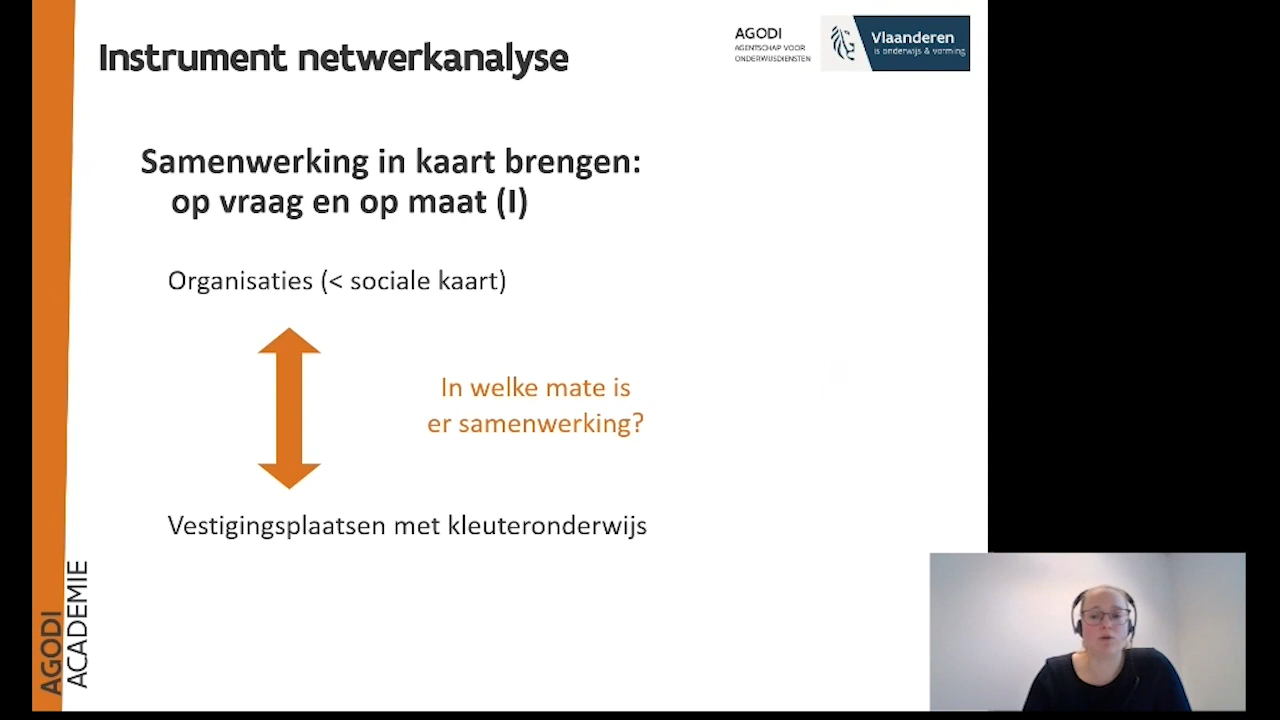 Instrument netwerkanalyse
AGODI
AGENTSCHAP VOOR
ONDERWIJSDIENSTEN
Vlaanderen
is onderwijs & vorming
Samenwerking in kaart brengen:
op vraag en op maat (I)
Organisaties (< sociale kaart)
In welke mate is
er samenwerking?
Vestigingsplaatsen met kleuteronderwijs
AGODI
ACADEMIE